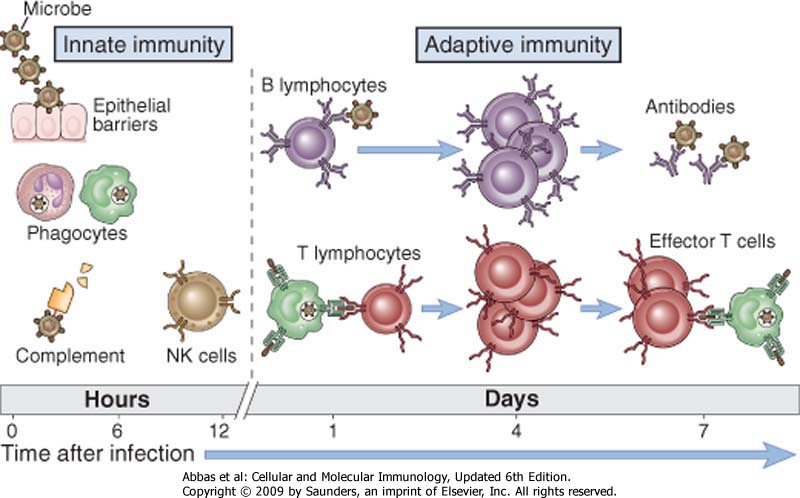 Microbe
Innate immunity
Adaptive immunity
Epithelial
barriers
B lymphocytes
Antibodies
Phagocytes
T lymphocytes
Effector T cells
Complement
NK cells
Hours
Days
0
6
12
1
4
7
Time after infection
Abbas et al: Cellular and Molecular Immunology, Updated 6th Edition.
Copyright © 2009 by Saunders, an imprint of Elsevier, Inc. All rights reserved.